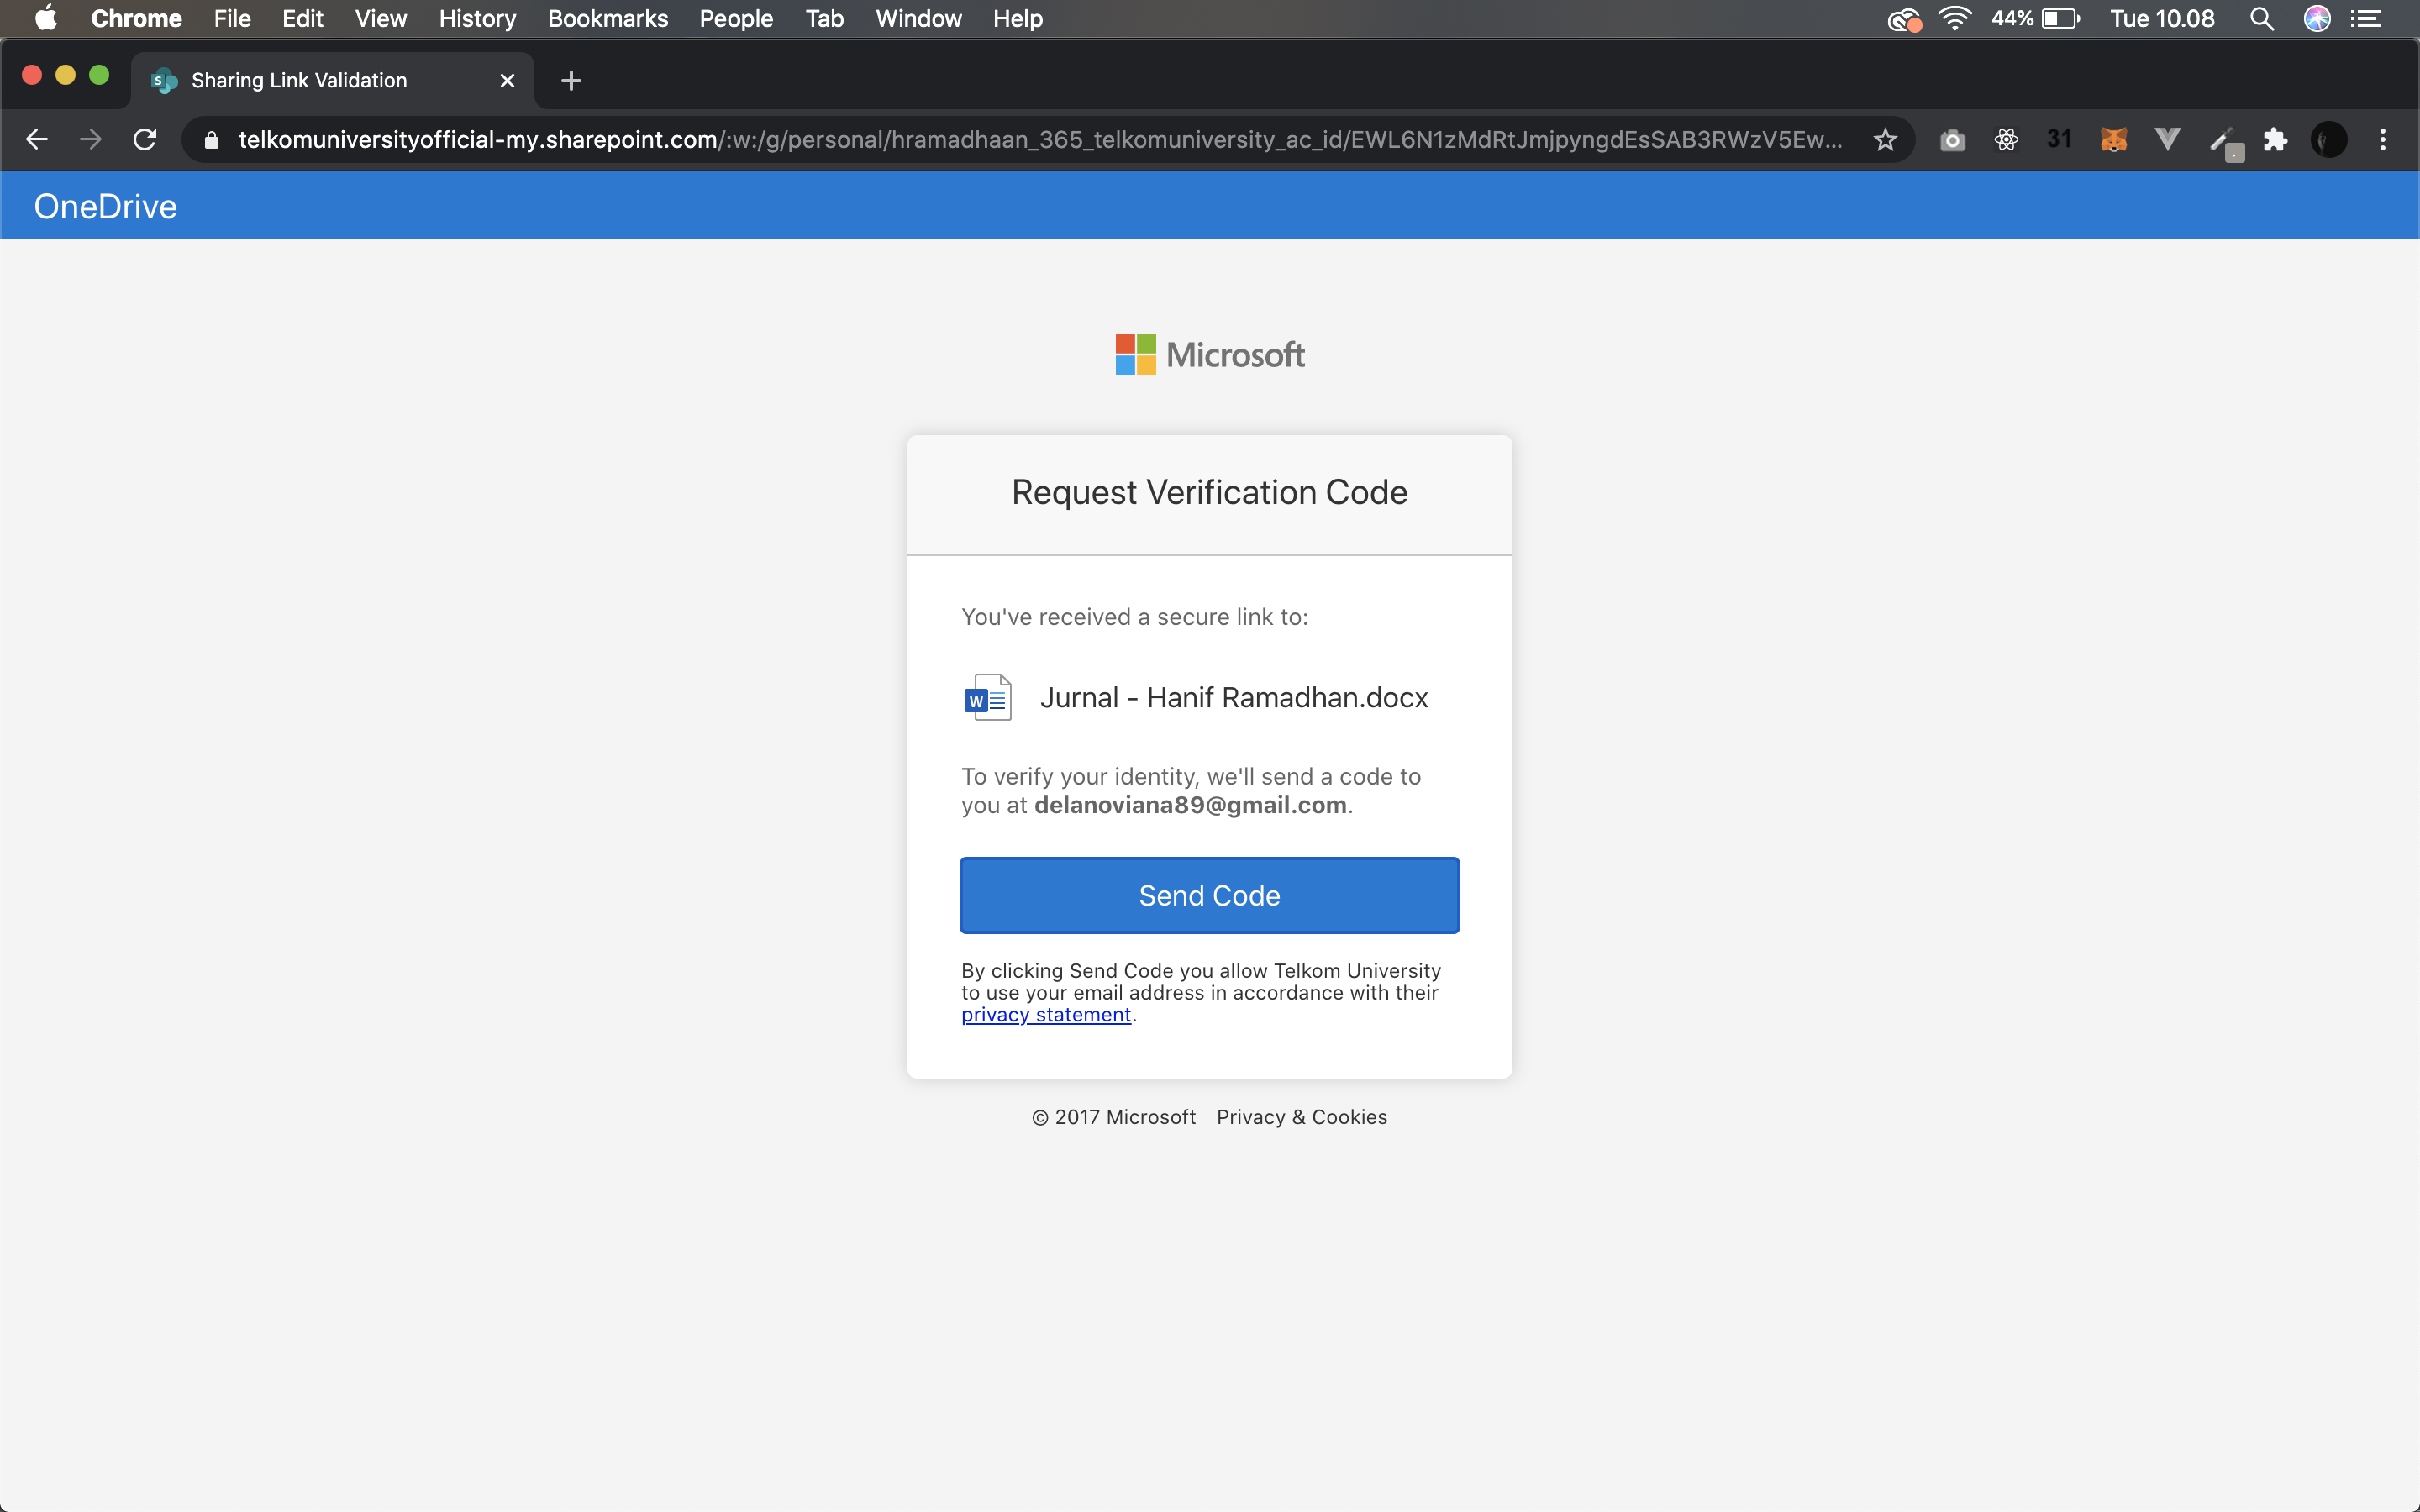 Chrome File Edit View History Bookmarks People Tab Window Help 44% Tue 10.08
Sharing Link Validation
telkomuniversityofficial-my.sharepoint.com/:w:/g/personal/hramadhaan_365_telkomuniversity_ac_id/EWL6N1zMdRtJmjpyngdEsSAB3RWzV5Ew... 31
OneDrive
Microsoft
Request Verification Code
You've received a secure link to:
W Jurnal - Hanif Ramadhan.docx
To verify your identity, we'll send a code to
you at delanoviana89@gmail.com.
Send Code
By clicking Send Code you allow Telkom University
to use your email address in accordance with their
privacy statement.
© 2017 Microsoft Privacy & Cookies